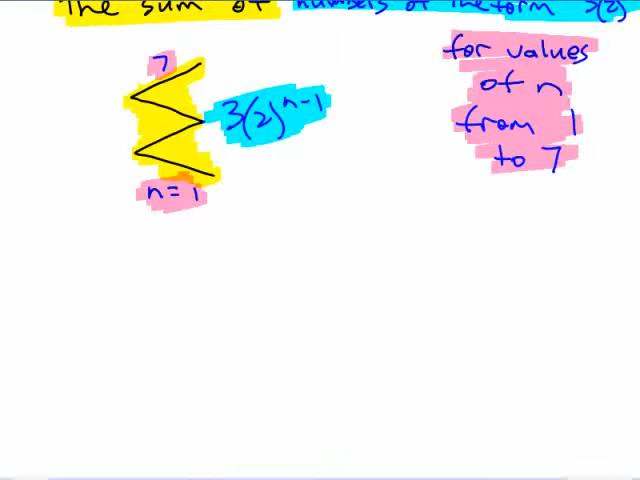 The sum of numbers of the form 3(2)
7
3(2)^{n-1}
n = 1
for values
of n
from 1
to 7